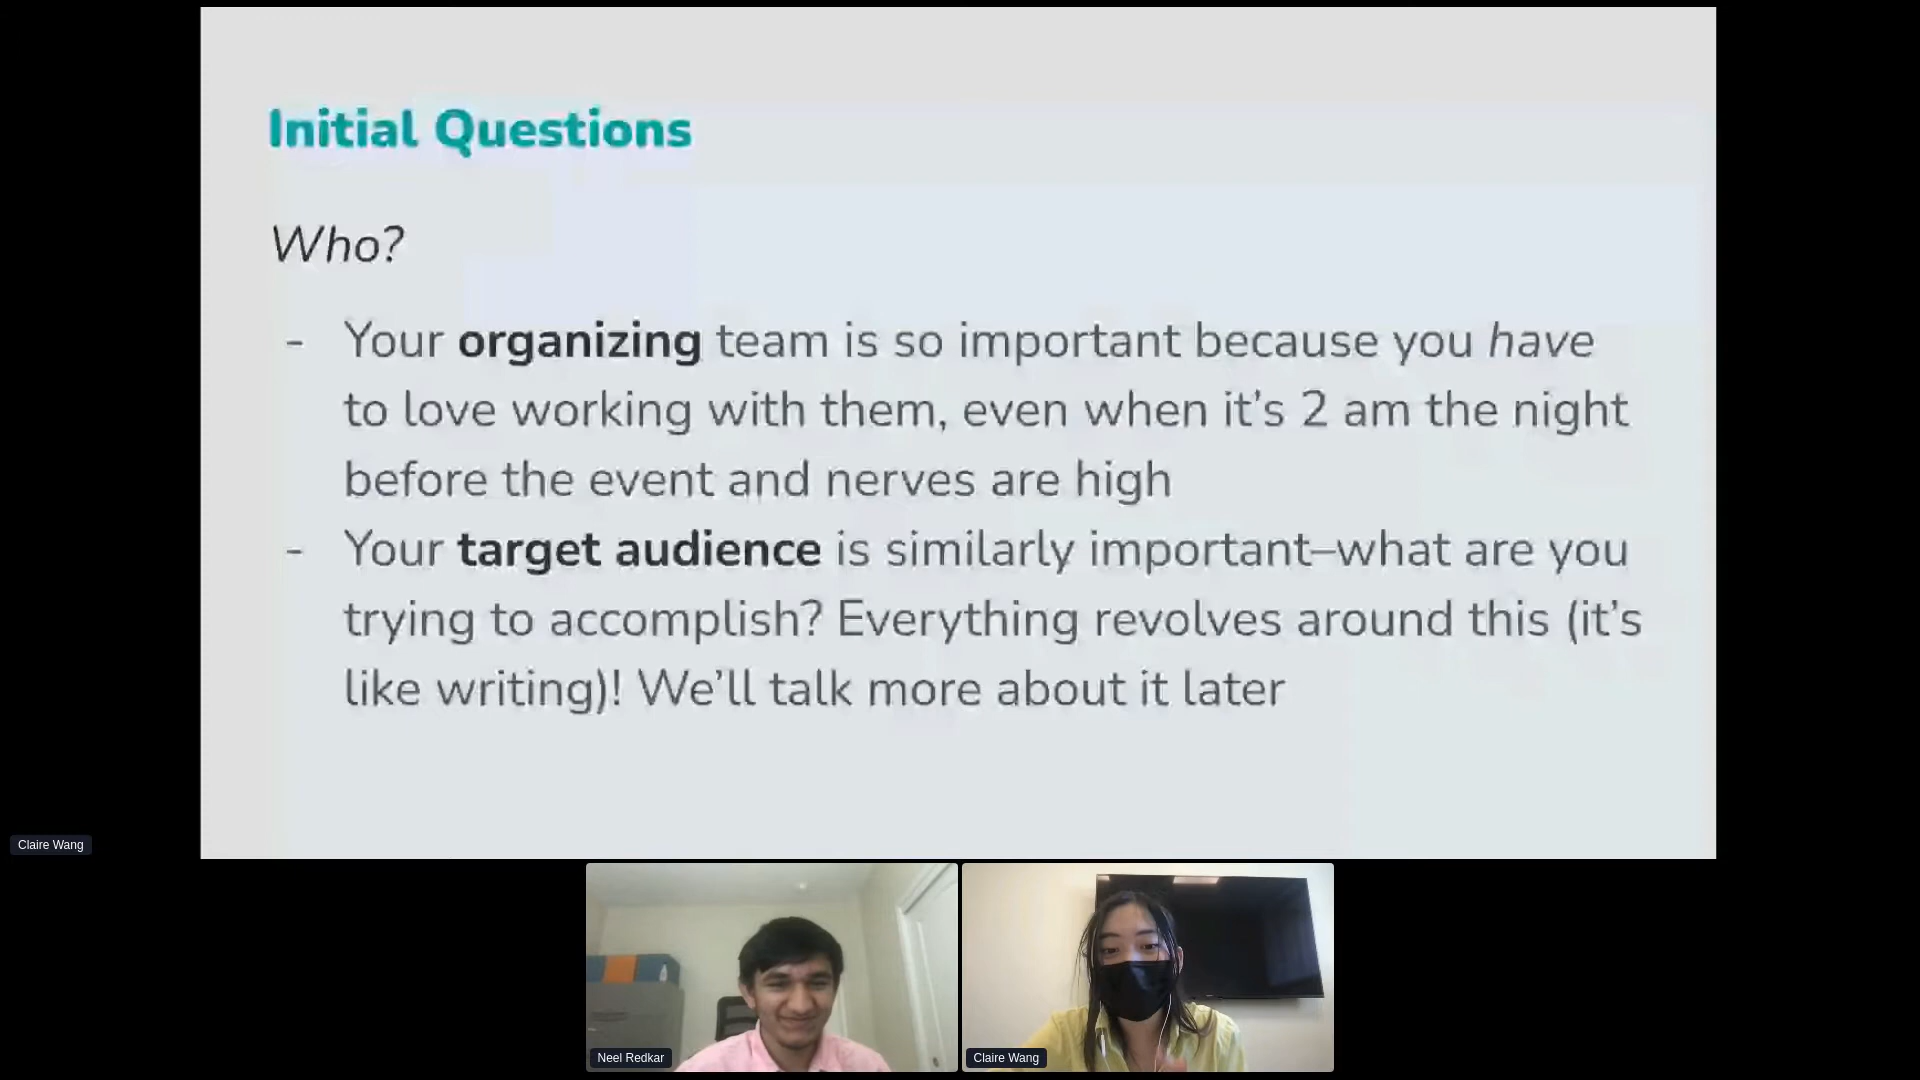 Initial Questions
Who?
- Your organizing team is so important because you have
to love working with them, even when it's 2 am the night
before the event and nerves are high
- Your target audience is similarly important–what are you
trying to accomplish? Everything revolves around this (it's
like writing)! We'll talk more about it later
Claire Wang
Neel Redkar
Claire Wang